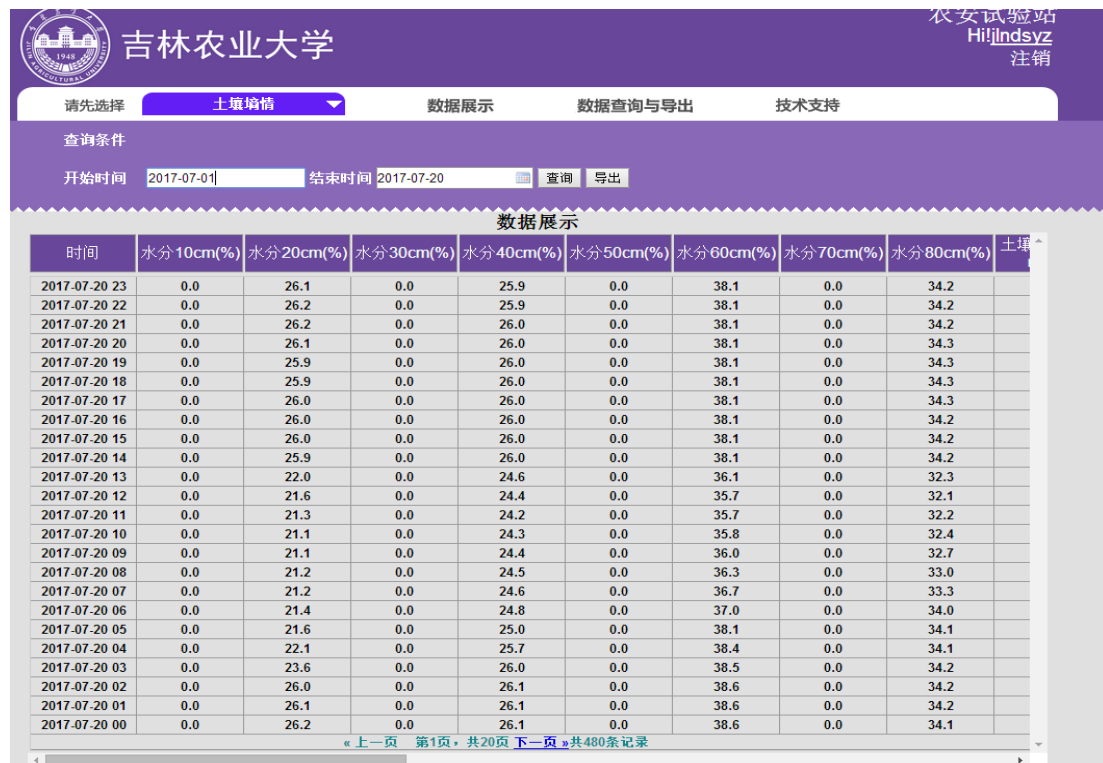 农安试验站
吉林农业大学
Hi!jlndsyz
注销
1948
请先选择 土壤墒情 数据展示 数据查询与导出 技术支持
查询条件
开始时间 2017-07-01 结束时间 2017-07-20 查询 导出
数据展示
时间 水分10cm(%) 水分20cm(%) 水分30cm(%) 水分40cm(%) 水分50cm(%) 水分60cm(%) 水分70cm(%) 水分80cm(%) 土壤
2017-07-20 23 0.0 26.1 0.0 25.9 0.0 38.1 0.0 34.2
2017-07-20 22 0.0 26.2 0.0 25.9 0.0 38.1 0.0 34.2
2017-07-20 21 0.0 26.2 0.0 26.0 0.0 38.1 0.0 34.2
2017-07-20 20 0.0 26.1 0.0 26.0 0.0 38.1 0.0 34.3
2017-07-20 19 0.0 25.9 0.0 26.0 0.0 38.1 0.0 34.3
2017-07-20 18 0.0 25.9 0.0 26.0 0.0 38.1 0.0 34.3
2017-07-20 17 0.0 26.0 0.0 26.0 0.0 38.1 0.0 34.3
2017-07-20 16 0.0 26.0 0.0 26.0 0.0 38.1 0.0 34.2
2017-07-20 15 0.0 26.0 0.0 26.0 0.0 38.1 0.0 34.2
2017-07-20 14 0.0 25.9 0.0 26.0 0.0 38.1 0.0 34.2
2017-07-20 13 0.0 22.0 0.0 24.6 0.0 36.1 0.0 32.3
2017-07-20 12 0.0 21.6 0.0 24.4 0.0 35.7 0.0 32.1
2017-07-20 11 0.0 21.3 0.0 24.2 0.0 35.7 0.0 32.2
2017-07-20 10 0.0 21.1 0.0 24.3 0.0 35.8 0.0 32.4
2017-07-20 09 0.0 21.1 0.0 24.4 0.0 36.0 0.0 32.7
2017-07-20 08 0.0 21.2 0.0 24.5 0.0 36.3 0.0 33.0
2017-07-20 07 0.0 21.2 0.0 24.6 0.0 36.7 0.0 33.3
2017-07-20 06 0.0 21.4 0.0 24.8 0.0 37.0 0.0 34.0
2017-07-20 05 0.0 21.6 0.0 25.0 0.0 38.1 0.0 34.1
2017-07-20 04 0.0 22.1 0.0 25.7 0.0 38.4 0.0 34.1
2017-07-20 03 0.0 23.6 0.0 26.0 0.0 38.5 0.0 34.2
2017-07-20 02 0.0 26.0 0.0 26.1 0.0 38.6 0.0 34.2
2017-07-20 01 0.0 26.1 0.0 26.1 0.0 38.6 0.0 34.2
2017-07-20 00 0.0 26.2 0.0 26.1 0.0 38.6 0.0 34.1
« 上一页 第1页，共20页 下一页 »共480条记录